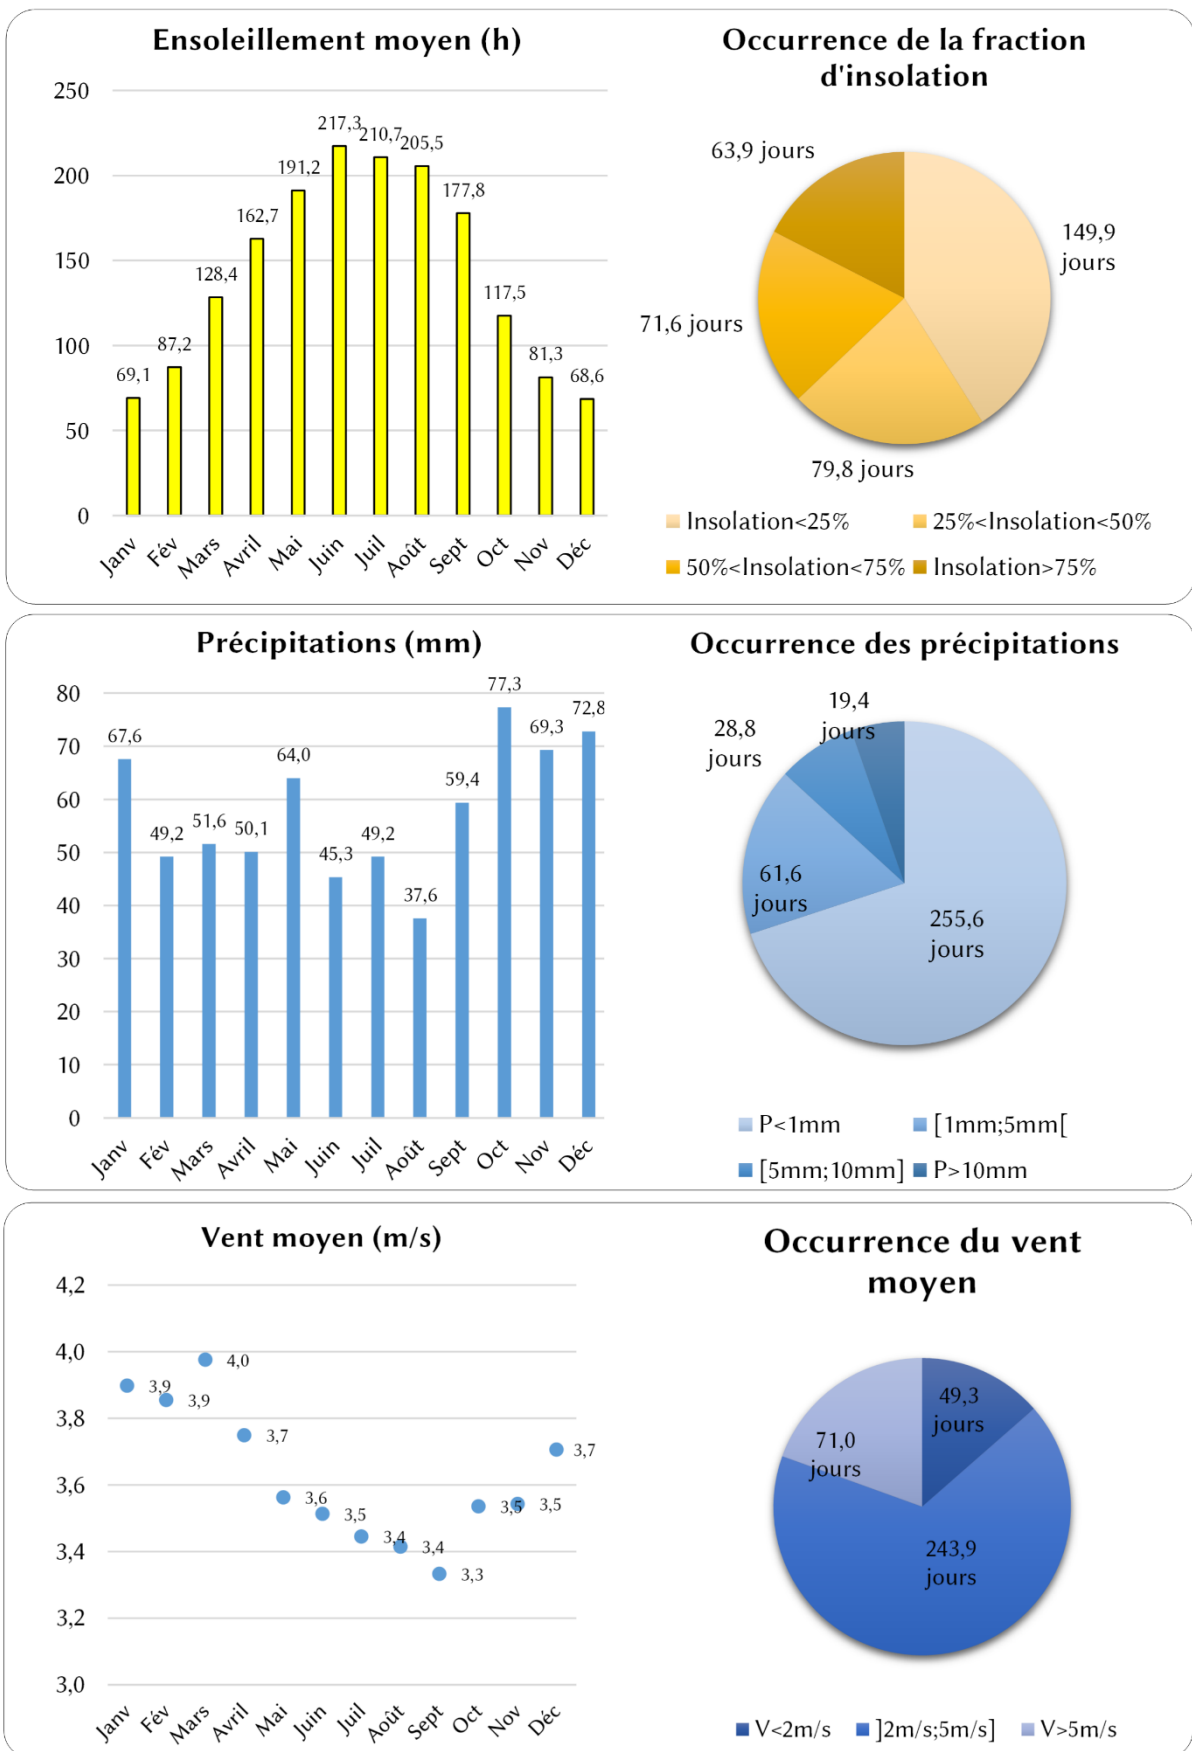 Ensoleillement moyen (h)
250
200
150
100
50
0
69,1
87,2
128,4
162,7
191,2
217,3
210,7
205,5
177,8
117,5
81,3
68,6
Janv
Fév
Mars
Avril
Mai
Juin
Juil
Août
Sept
Oct
Nov
Déc
Occurrence de la fraction
d'insolation
63,9 jours
149,9
jours
71,6 jours
79,8 jours
Insolation<25%
25%<Insolation<50%
50%<Insolation<75%
Insolation>75%
Précipitations (mm)
80
70
60
50
40
30
20
10
0
67,6
49,2
51,6
50,1
64,0
45,3
49,2
37,6
59,4
77,3
69,3
72,8
Janv
Fév
Mars
Avril
Mai
Juin
Juil
Août
Sept
Oct
Nov
Déc
Occurrence des précipitations
19,4
jours
28,8
jours
61,6
jours
255,6
jours
P<1mm
[1mm;5mm[
[5mm;10mm]
P>10mm
Vent moyen (m/s)
4,2
4,0
3,8
3,6
3,4
3,2
3,0
3,9
3,9
4,0
3,7
3,6
3,5
3,4
3,4
3,3
3,5
3,5
3,7
Janv
Fév
Mars
Avril
Mai
Juin
Juil
Août
Sept
Oct
Nov
Déc
Occurrence du vent
moyen
49,3
jours
71,0
jours
243,9
jours
V<2m/s
]2m/s;5m/s]
V>5m/s